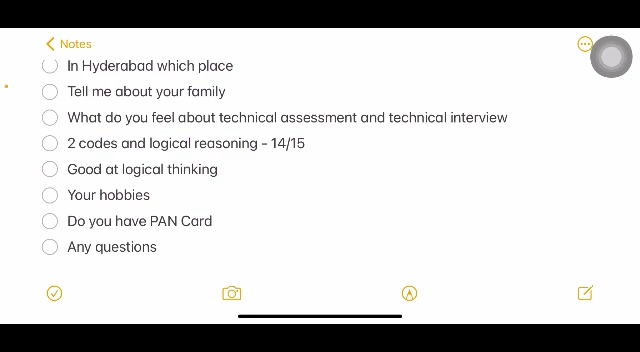 Notes
In Hyderabad which place
Tell me about your family
What do you feel about technical assessment and technical interview
2 codes and logical reasoning - 14/15
Good at logical thinking
Your hobbies
Do you have PAN Card
Any questions